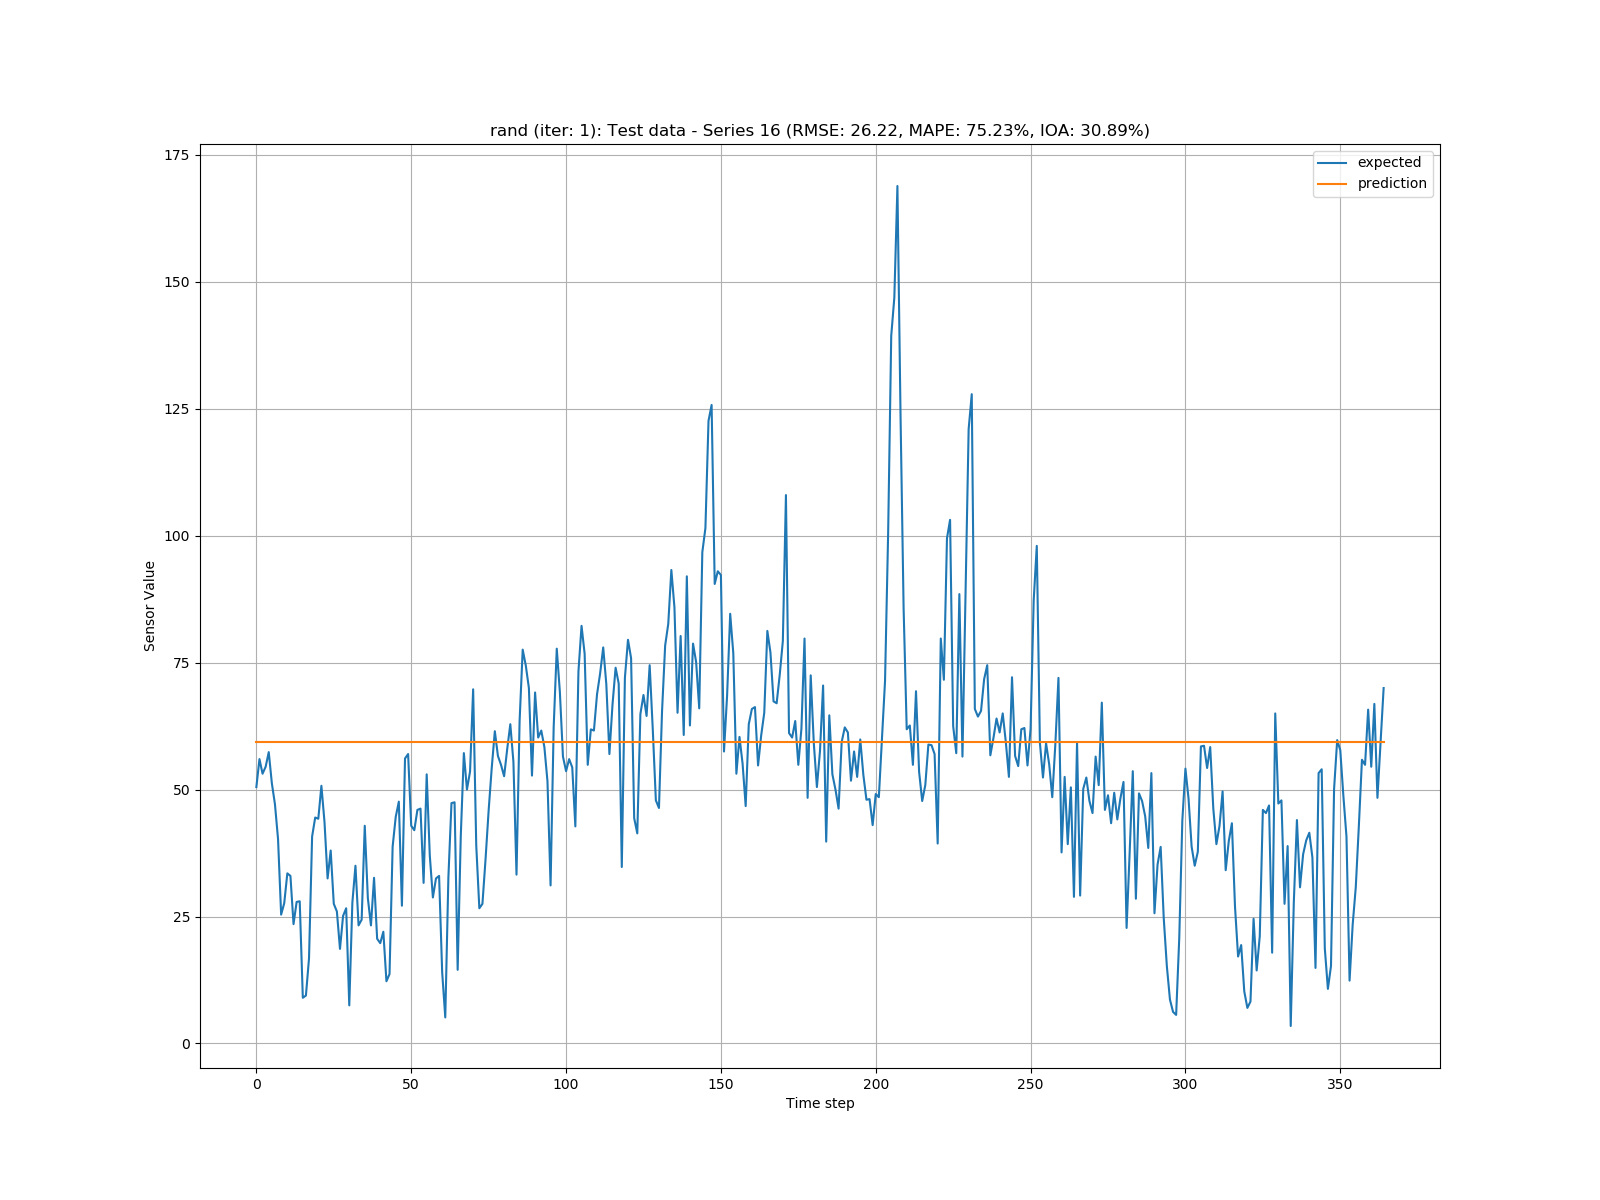 rand (iter: 1): Test data - Series 16 (RMSE: 26.22, MAPE: 75.23%, IOA: 30.89%)
expected
prediction
175
150
125
100
75
50
25
0
Sensor Value
0 50 100 150 200 250 300 350
Time step